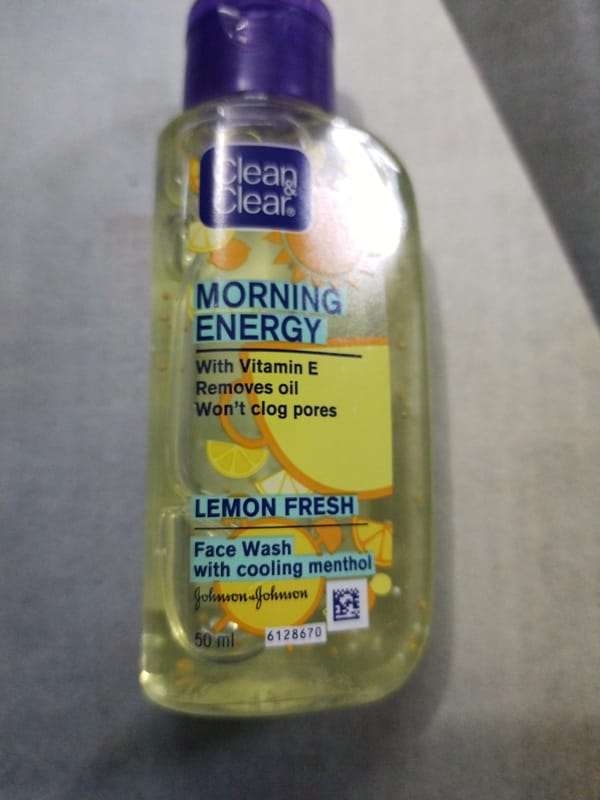 Clean
&
Clear®
MORNING
ENERGY
With Vitamin E
Removes oil
Won't clog pores
LEMON FRESH
Face Wash
with cooling menthol
Johnson & Johnson
50 ml
6128670